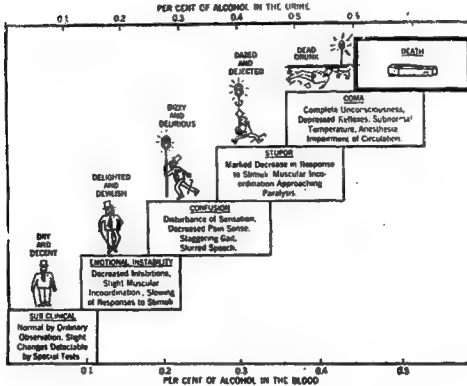 PER CENT OF ALCOHOL IN THE URINE
0 0.1 0.2 0.3 0.4 0.5
DEAD
DRUNK
DEATH
DAZED
AND
DEJECTED
COMA
Complete Unconsciousness,
Depressed Reflexes, Subnormal
Temperature, Anesthesia
Impairment of Circulation.
DIZZY
AND
DELIRIOUS
STUPOR
Marked Decrease in Response
to Stimuli Muscular Inco-
ordination Approaching
Paralysis.
DELIGHTED
AND
DEVILISH
CONFUSION
Disturbance of Sensation,
Decreased Pain Sense.
Staggering Gait,
Slurred Speech.
DRY
AND
DECENT
EMOTIONAL INSTABILITY
Decreased Inhibitions,
Slight Muscular
Incoordination, Slowing
of Responses to Stimuli
SUB CLINICAL
Normal by Ordinary
Observation. Slight
Changes Detectable
by Special Tests
0 0.1 0.2 0.3 0.4 0.5
PER CENT OF ALCOHOL IN THE BLOOD